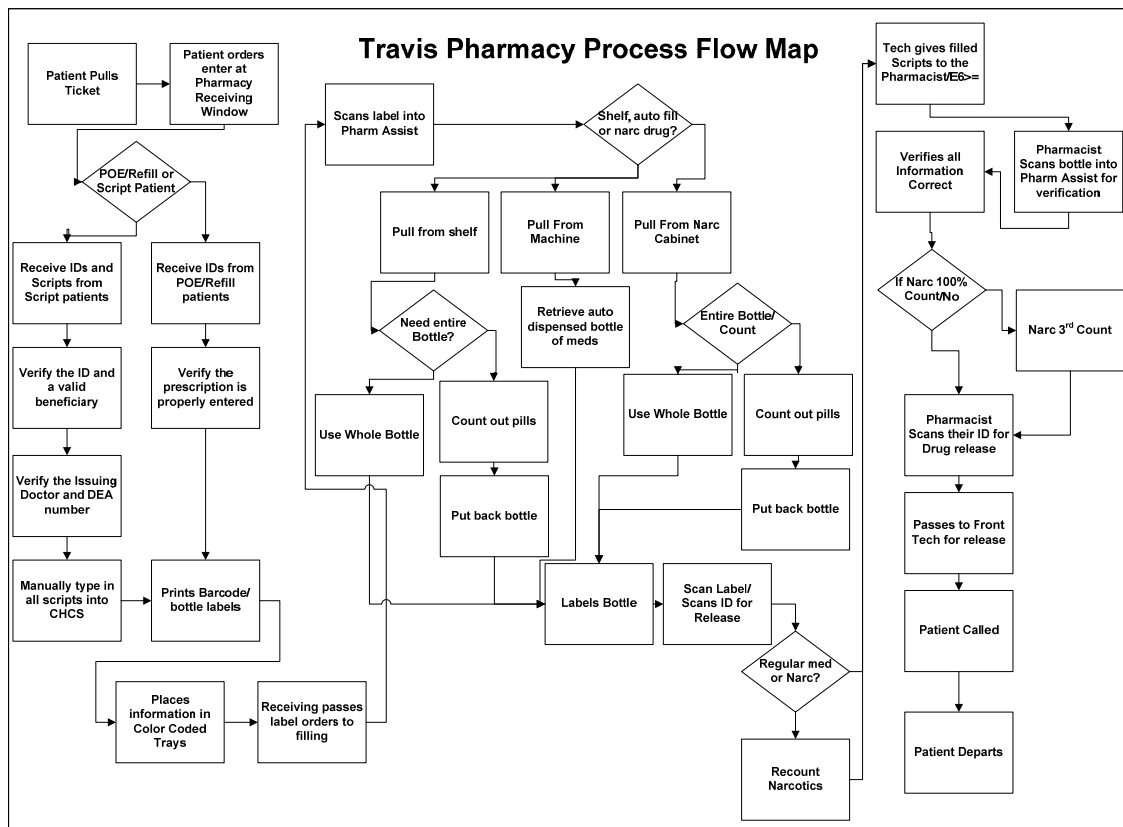 Travis Pharmacy Process Flow Map
Patient Pulls
Ticket
Patient orders
enter at
Pharmacy
Receiving
Window
POE/Refill or
Script Patient
Receive IDs and
Scripts from
Script patients
Receive IDs from
POE/Refill
patients
Verify the ID and
a valid
beneficiary
Verify the
prescription is
properly entered
Verify the Issuing
Doctor and DEA
number
Manually type in
all scripts into
CHCS
Prints Barcode/
bottle labels
Places
information in
Color Coded
Trays
Receiving passes
label orders to
filling
Scans label into
Pharm Assist
Shelf, auto fill
or narc drug?
Pull from shelf
Pull From
Machine
Pull From Narc
Cabinet
Need entire
Bottle?
Retrieve auto
dispensed bottle
of meds
Entire Bottle/
Count
Use Whole Bottle
Count out pills
Use Whole Bottle
Count out pills
Put back bottle
Put back bottle
Labels Bottle
Scan Label/
Scans ID for
Release
Regular med
or Narc?
Recount
Narcotics
Tech gives filled
Scripts to the
Pharmacist/E6>=
Pharmacist
Scans bottle into
Pharm Assist for
verification
Verifies all
Information
Correct
If Narc 100%
Count/No
Narc 3rd Count
Pharmacist
Scans their ID for
Drug release
Passes to Front
Tech for release
Patient Called
Patient Departs